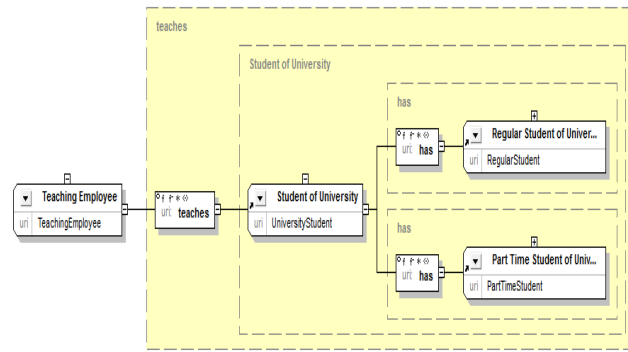 teaches
Student of University
has
Regular Student of Univer...
uri: has
uri RegularStudent
Teaching Employee
uri TeachingEmployee
uri: teaches
Student of University
uri UniversityStudent
has
Part Time Student of Univ...
uri: has
uri PartTimeStudent